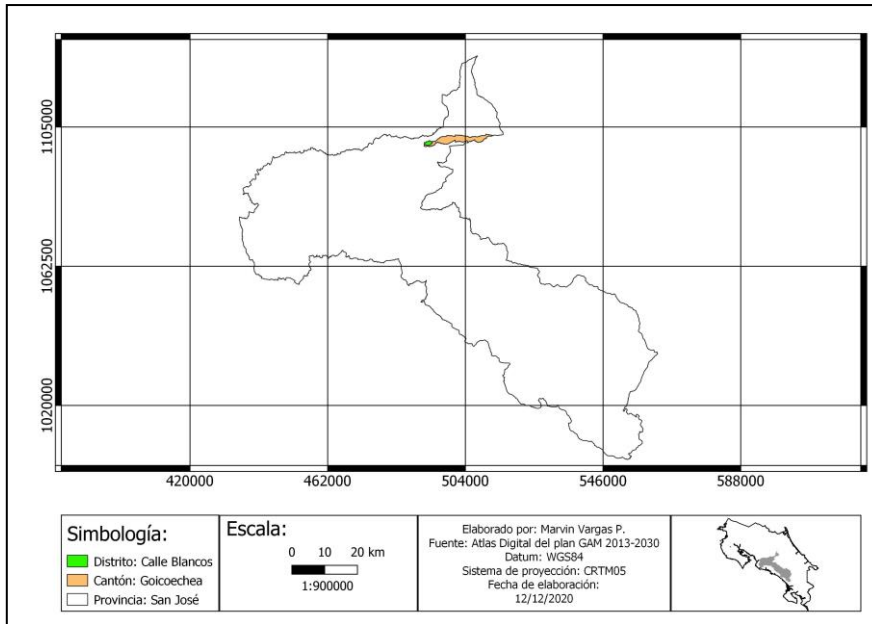 1105000
1062500
1020000
420000
462000
504000
546000
588000
Simbología:
Distrito: Calle Blancos
Cantón: Goicoechea
Provincia: San José
Escala:
0 10 20 km
1:900000
Elaborado por: Marvin Vargas P.
Fuente: Atlas Digital del plan GAM 2013-2030
Datum: WGS84
Sistema de proyección: CRTM05
Fecha de elaboración:
12/12/2020